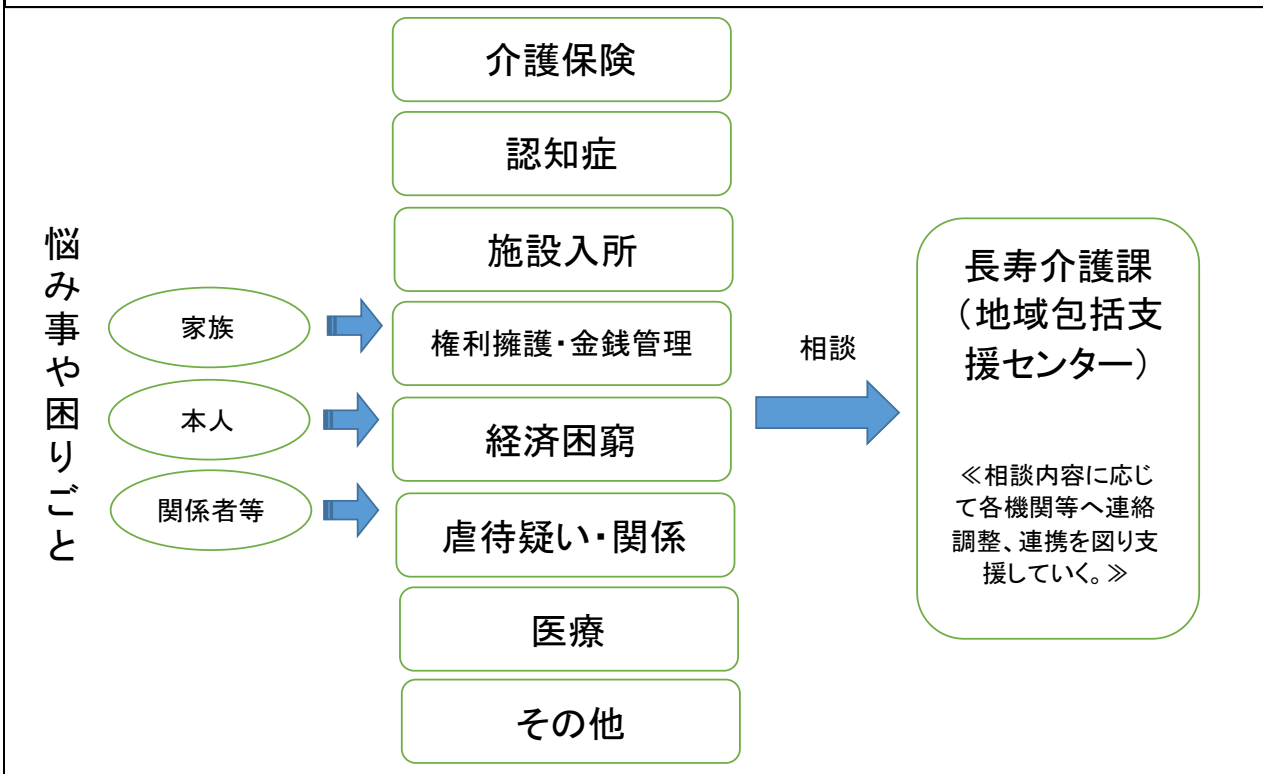 悩み事や困りごと
家族
本人
関係者等
介護保険
認知症
施設入所
権利擁護・金銭管理
経済困窮
虐待疑い・関係
医療
その他
相談
長寿介護課
（地域包括支
援センター）
≪相談内容に応じ
て各機関等へ連絡
調整、連携を図り支
援していく。≫